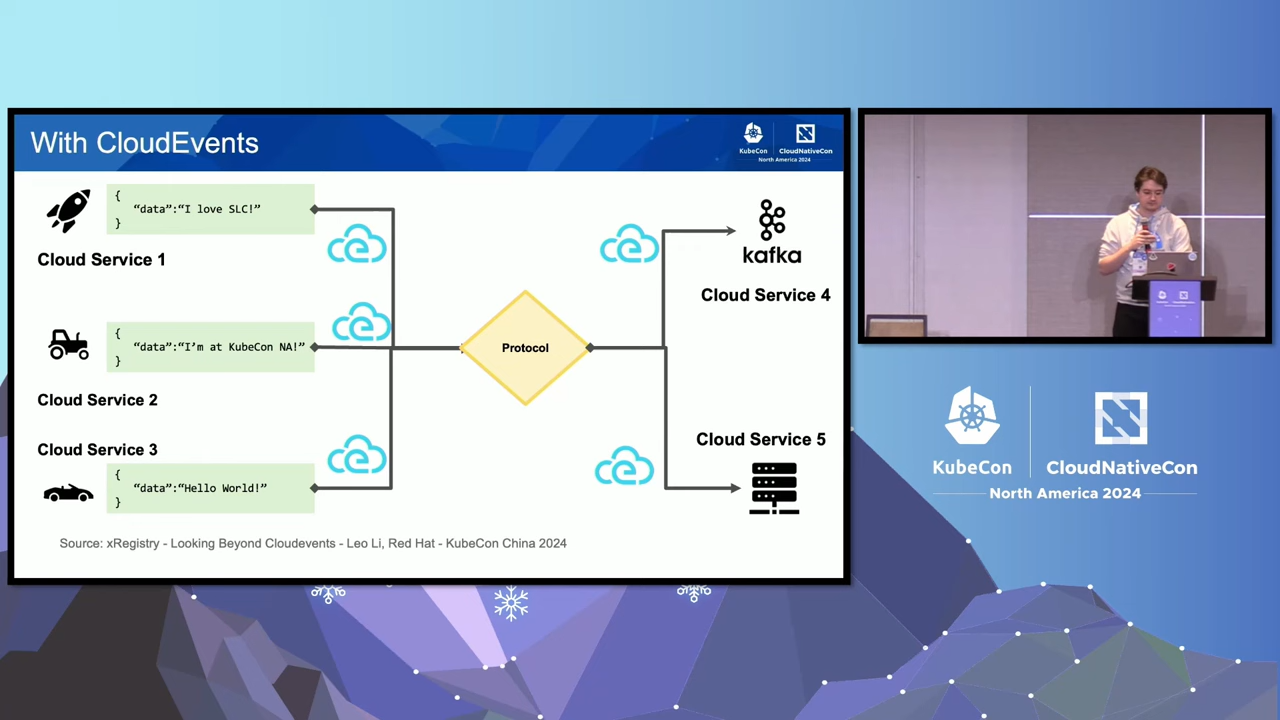 With CloudEvents
KubeCon
CloudNativeCon
North America 2024
{
"data":“I love SLC!”
}
Cloud Service 1
{
“data”:“I’m at KubeCon NA!”
}
Cloud Service 2
Cloud Service 3
{
“data”:“Hello World!”
}
Protocol
kafka
Cloud Service 4
Cloud Service 5
Source: xRegistry - Looking Beyond Cloudevents - Leo Li, Red Hat - KubeCon China 2024
KubeCon
CloudNativeCon
North America 2024